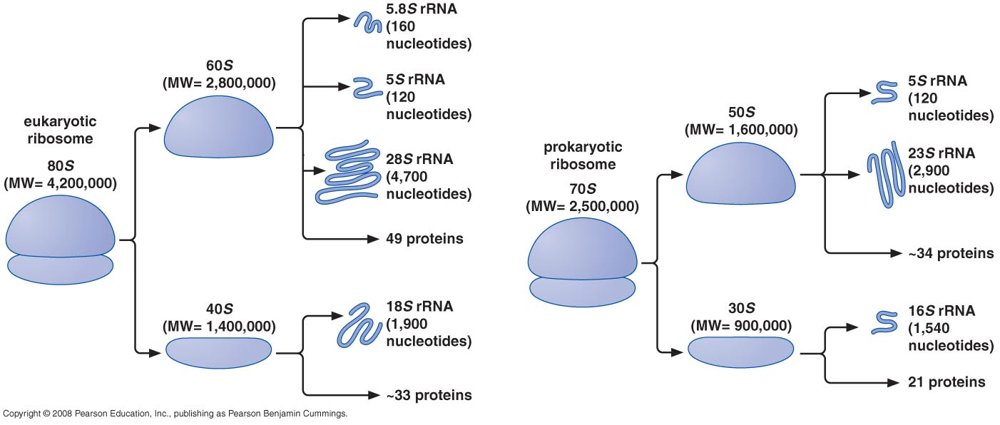 eukaryotic
ribosome
80S
(MW= 4,200,000)
60S
(MW= 2,800,000)
5.8S rRNA
(160
nucleotides)
5S rRNA
(120
nucleotides)
28S rRNA
(4,700
nucleotides)
49 proteins
40S
(MW= 1,400,000)
18S rRNA
(1,900
nucleotides)
~33 proteins
prokaryotic
ribosome
70S
(MW= 2,500,000)
50S
(MW= 1,600,000)
5S rRNA
(120
nucleotides)
23S rRNA
(2,900
nucleotides)
~34 proteins
30S
(MW= 900,000)
16S rRNA
(1,540
nucleotides)
21 proteins
Copyright © 2008 Pearson Education, Inc., publishing as Pearson Benjamin Cummings.